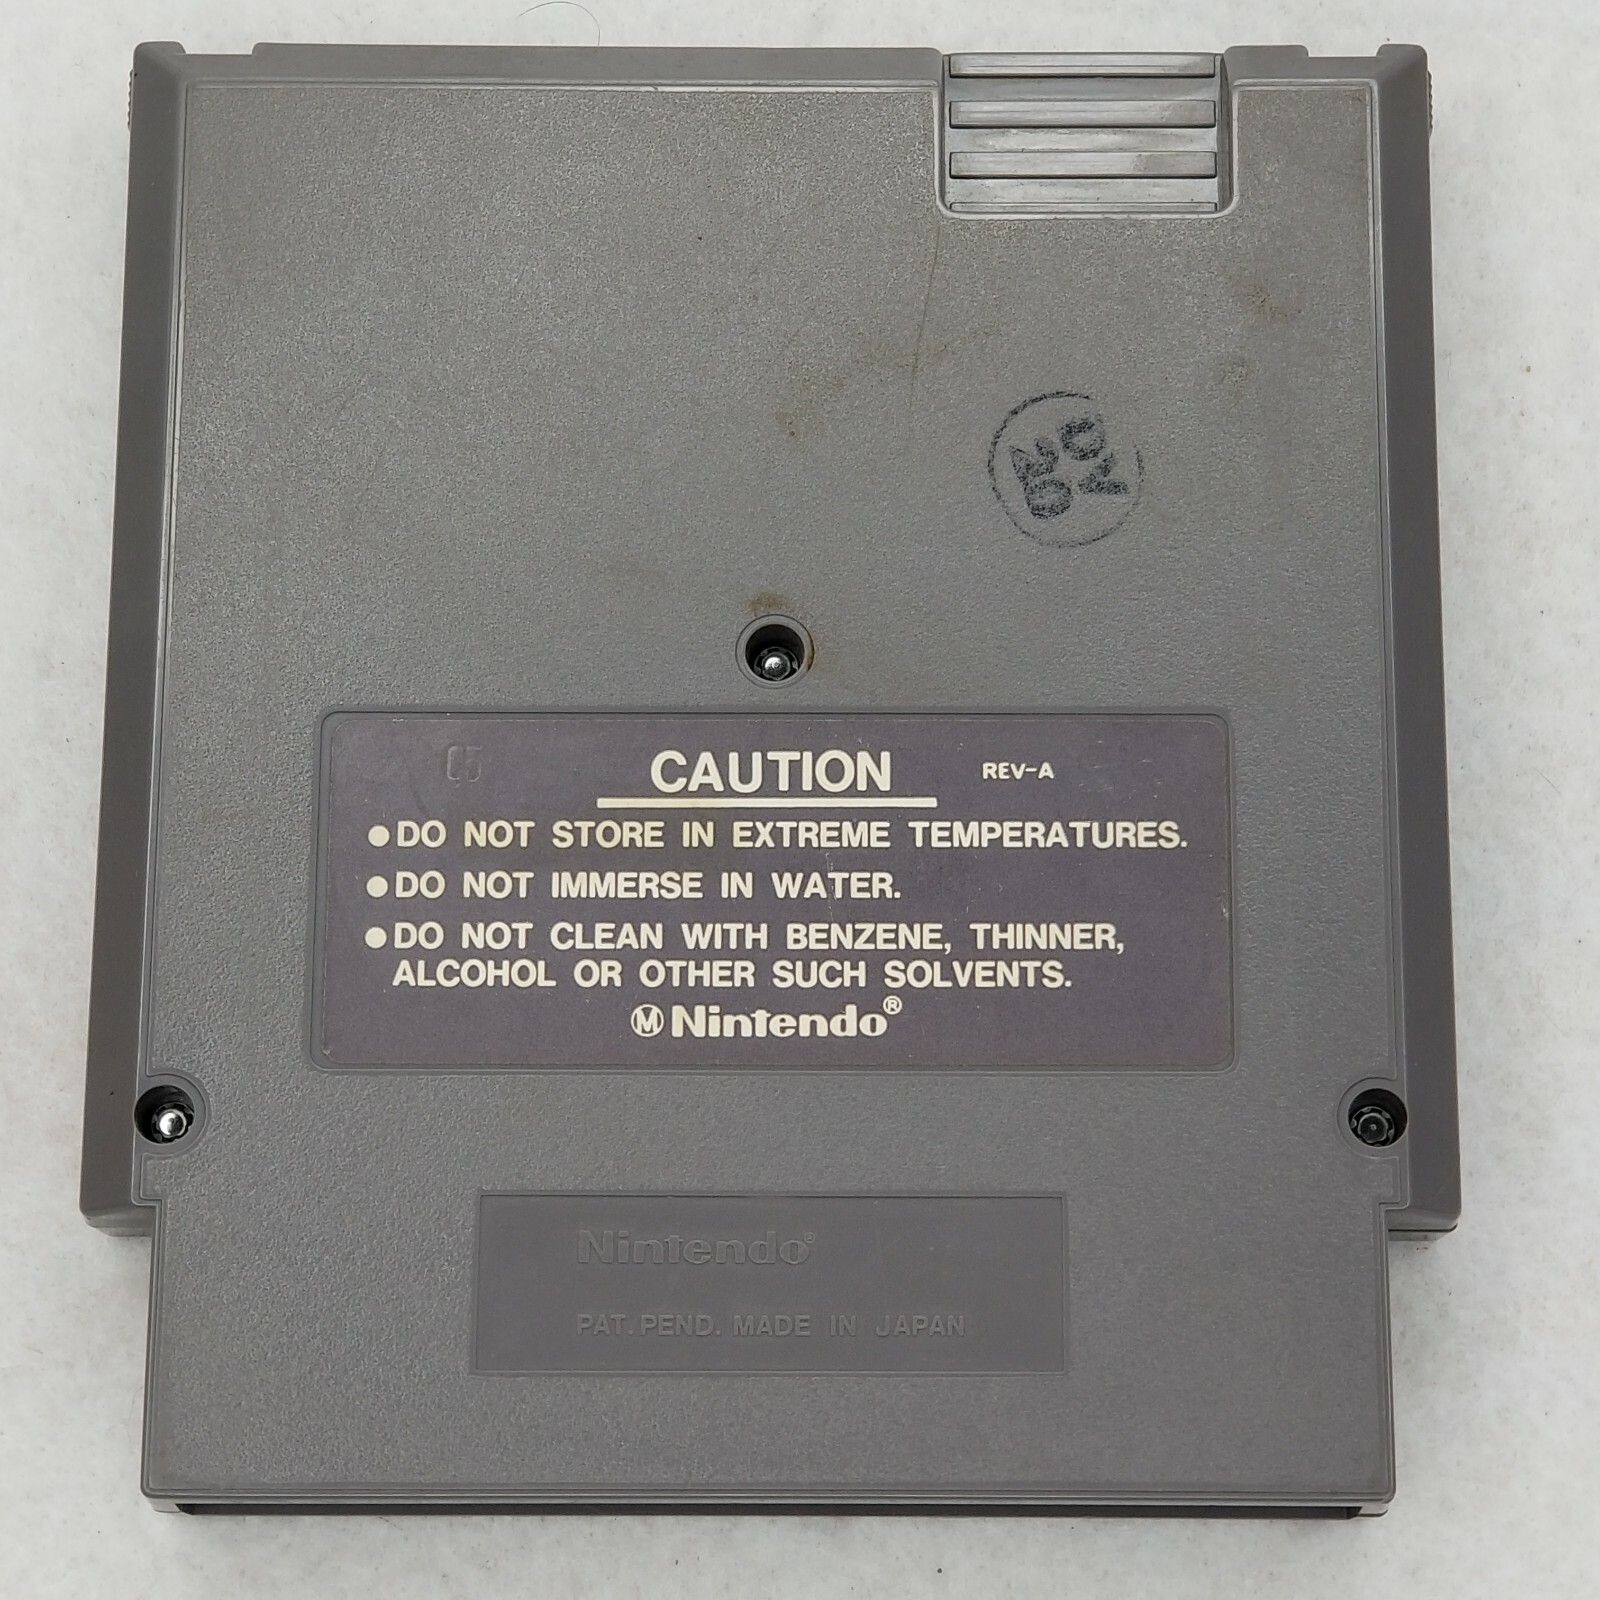 C5
CAUTION REV-A
●DO NOT STORE IN EXTREME TEMPERATURES.
●DO NOT IMMERSE IN WATER.
●DO NOT CLEAN WITH BENZENE, THINNER,
ALCOHOL OR OTHER SUCH SOLVENTS.
Ⓜ Nintendo®
Nintendo®
PAT. PEND. MADE IN JAPAN